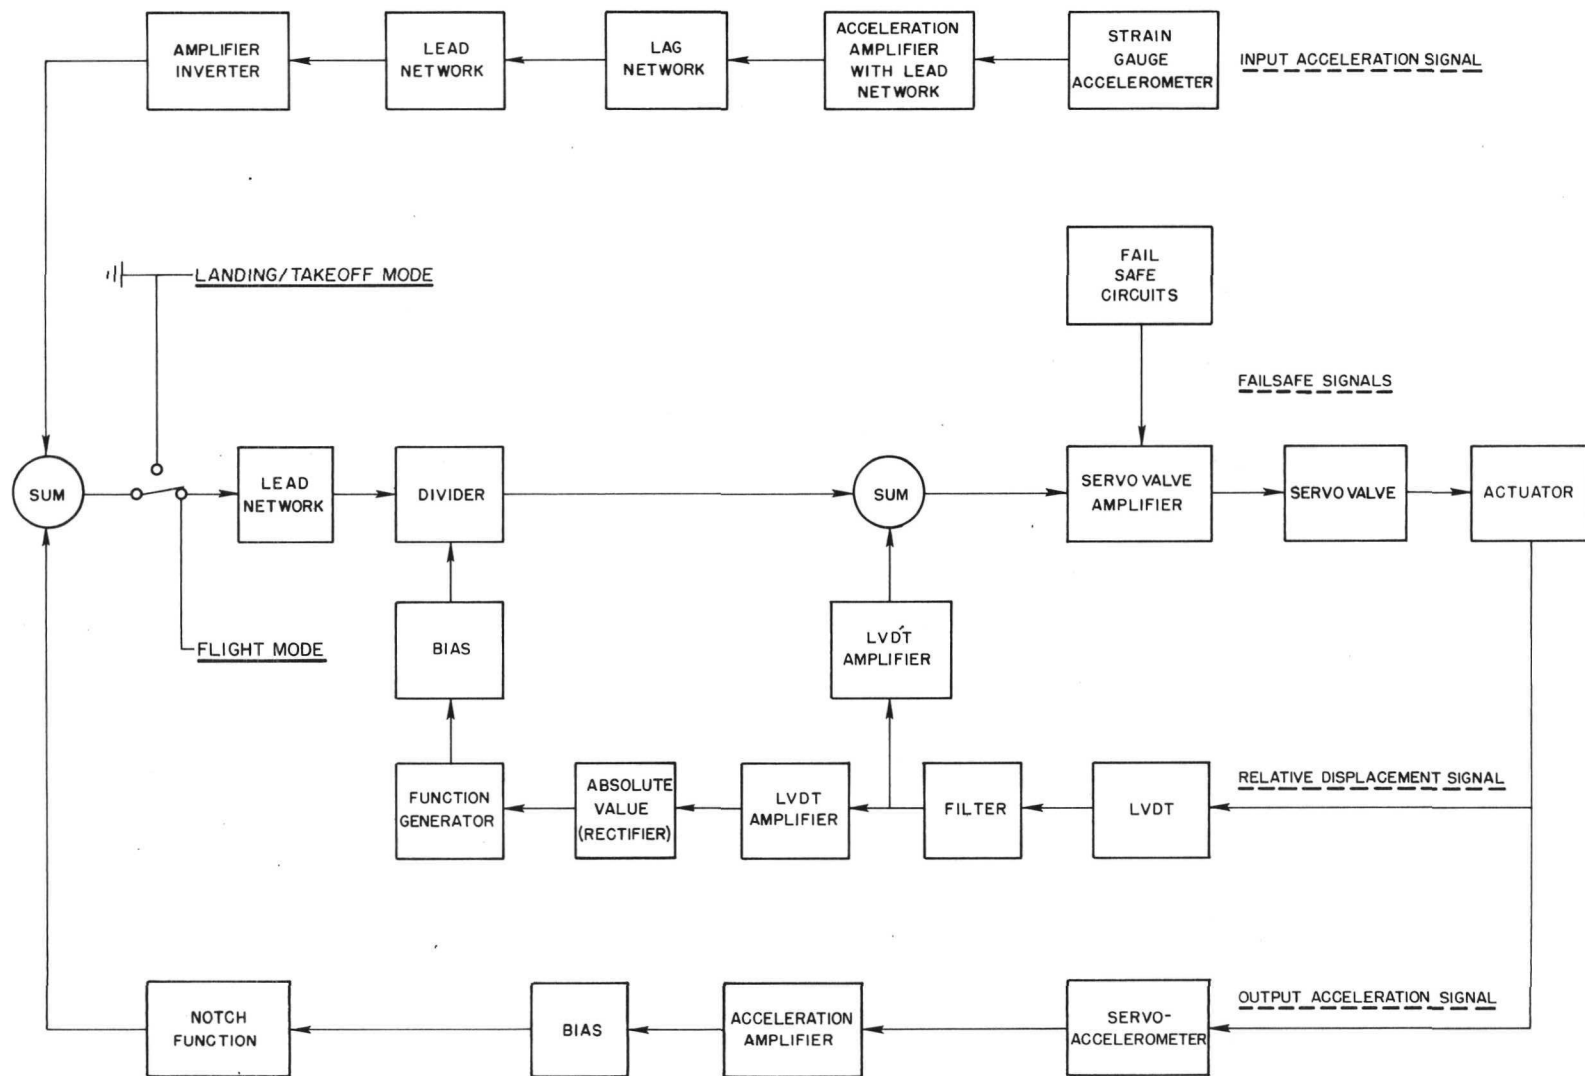 AMPLIFIER
INVERTER
LEAD
NETWORK
LAG
NETWORK
ACCELERATION
AMPLIFIER
WITH LEAD
NETWORK
STRAIN
GAUGE
ACCELEROMETER
INPUT ACCELERATION SIGNAL
LANDING/TAKEOFF MODE
FAIL
SAFE
CIRCUITS
FAILSAFE SIGNALS
SUM
LEAD
NETWORK
DIVIDER
SUM
SERVO VALVE
AMPLIFIER
SERVO VALVE
ACTUATOR
FLIGHT MODE
BIAS
LVDT
AMPLIFIER
FUNCTION
GENERATOR
ABSOLUTE
VALUE
(RECTIFIER)
LVDT
AMPLIFIER
FILTER
LVDT
RELATIVE DISPLACEMENT SIGNAL
NOTCH
FUNCTION
BIAS
ACCELERATION
AMPLIFIER
SERVO-
ACCELEROMETER
OUTPUT ACCELERATION SIGNAL